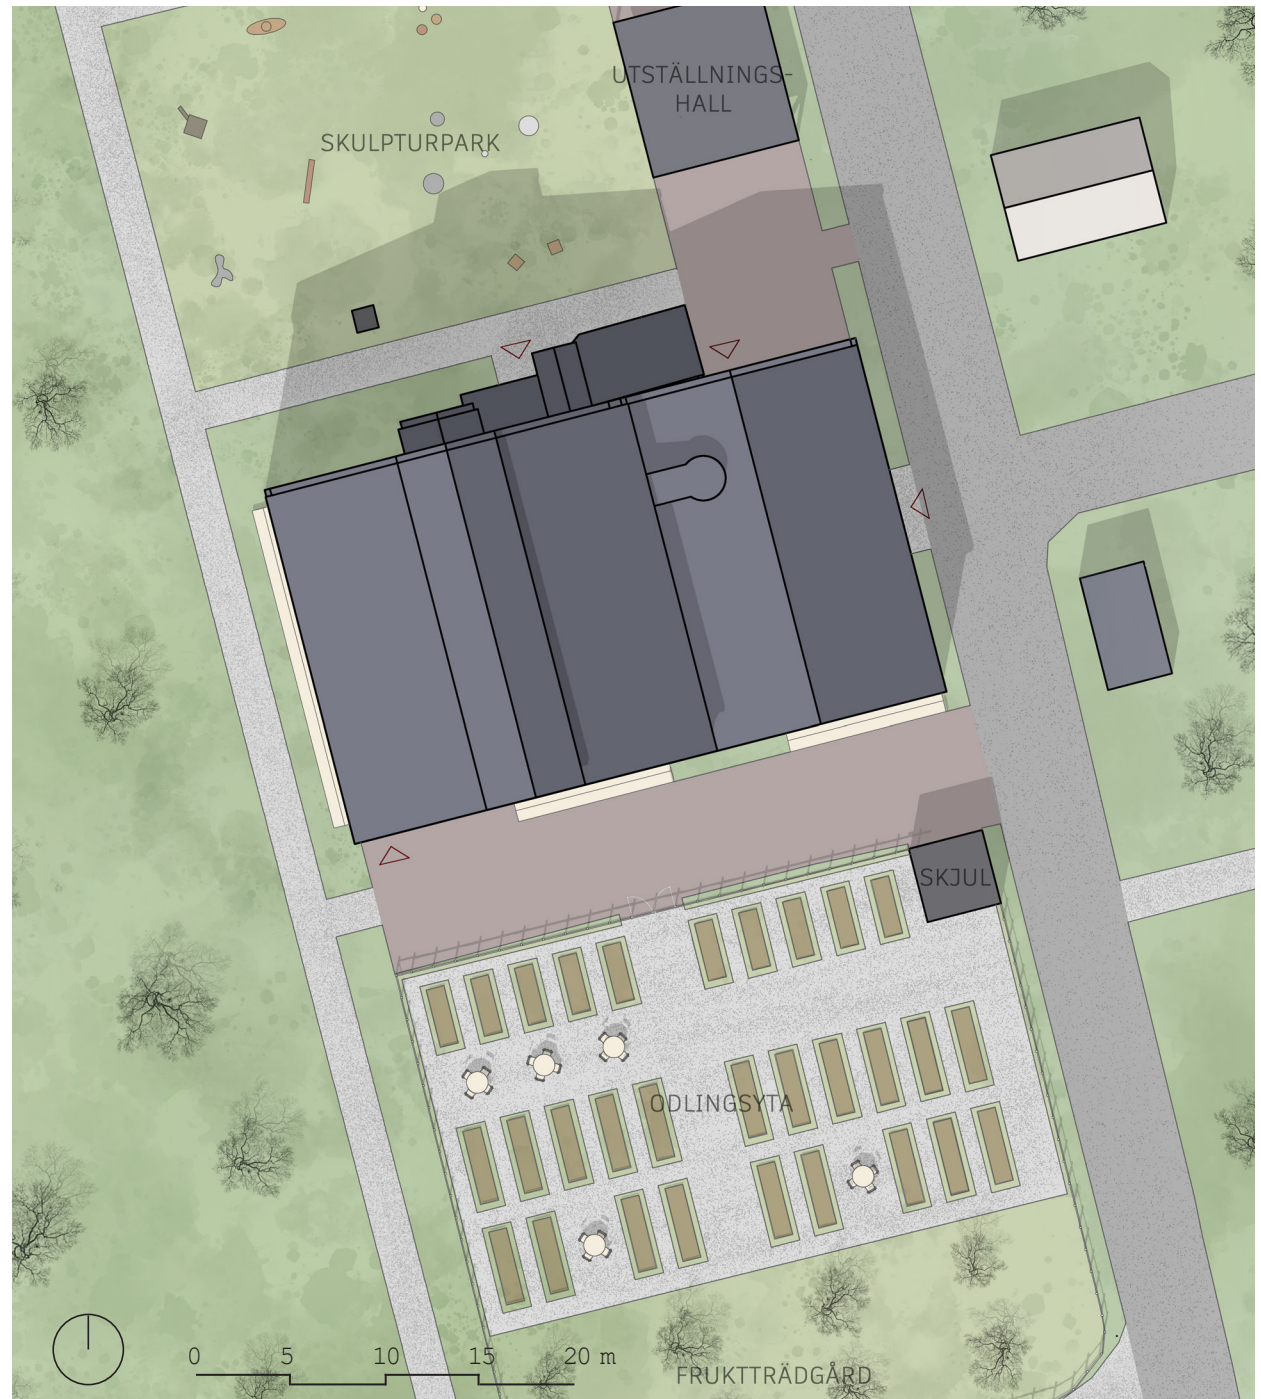 UTSTÄLLNINGS-
HALL
SKULPTURPARK
SKJUL
ODLINGSYTA
0 5 10 15 20 m
FRUKTTRÄDGÅRD